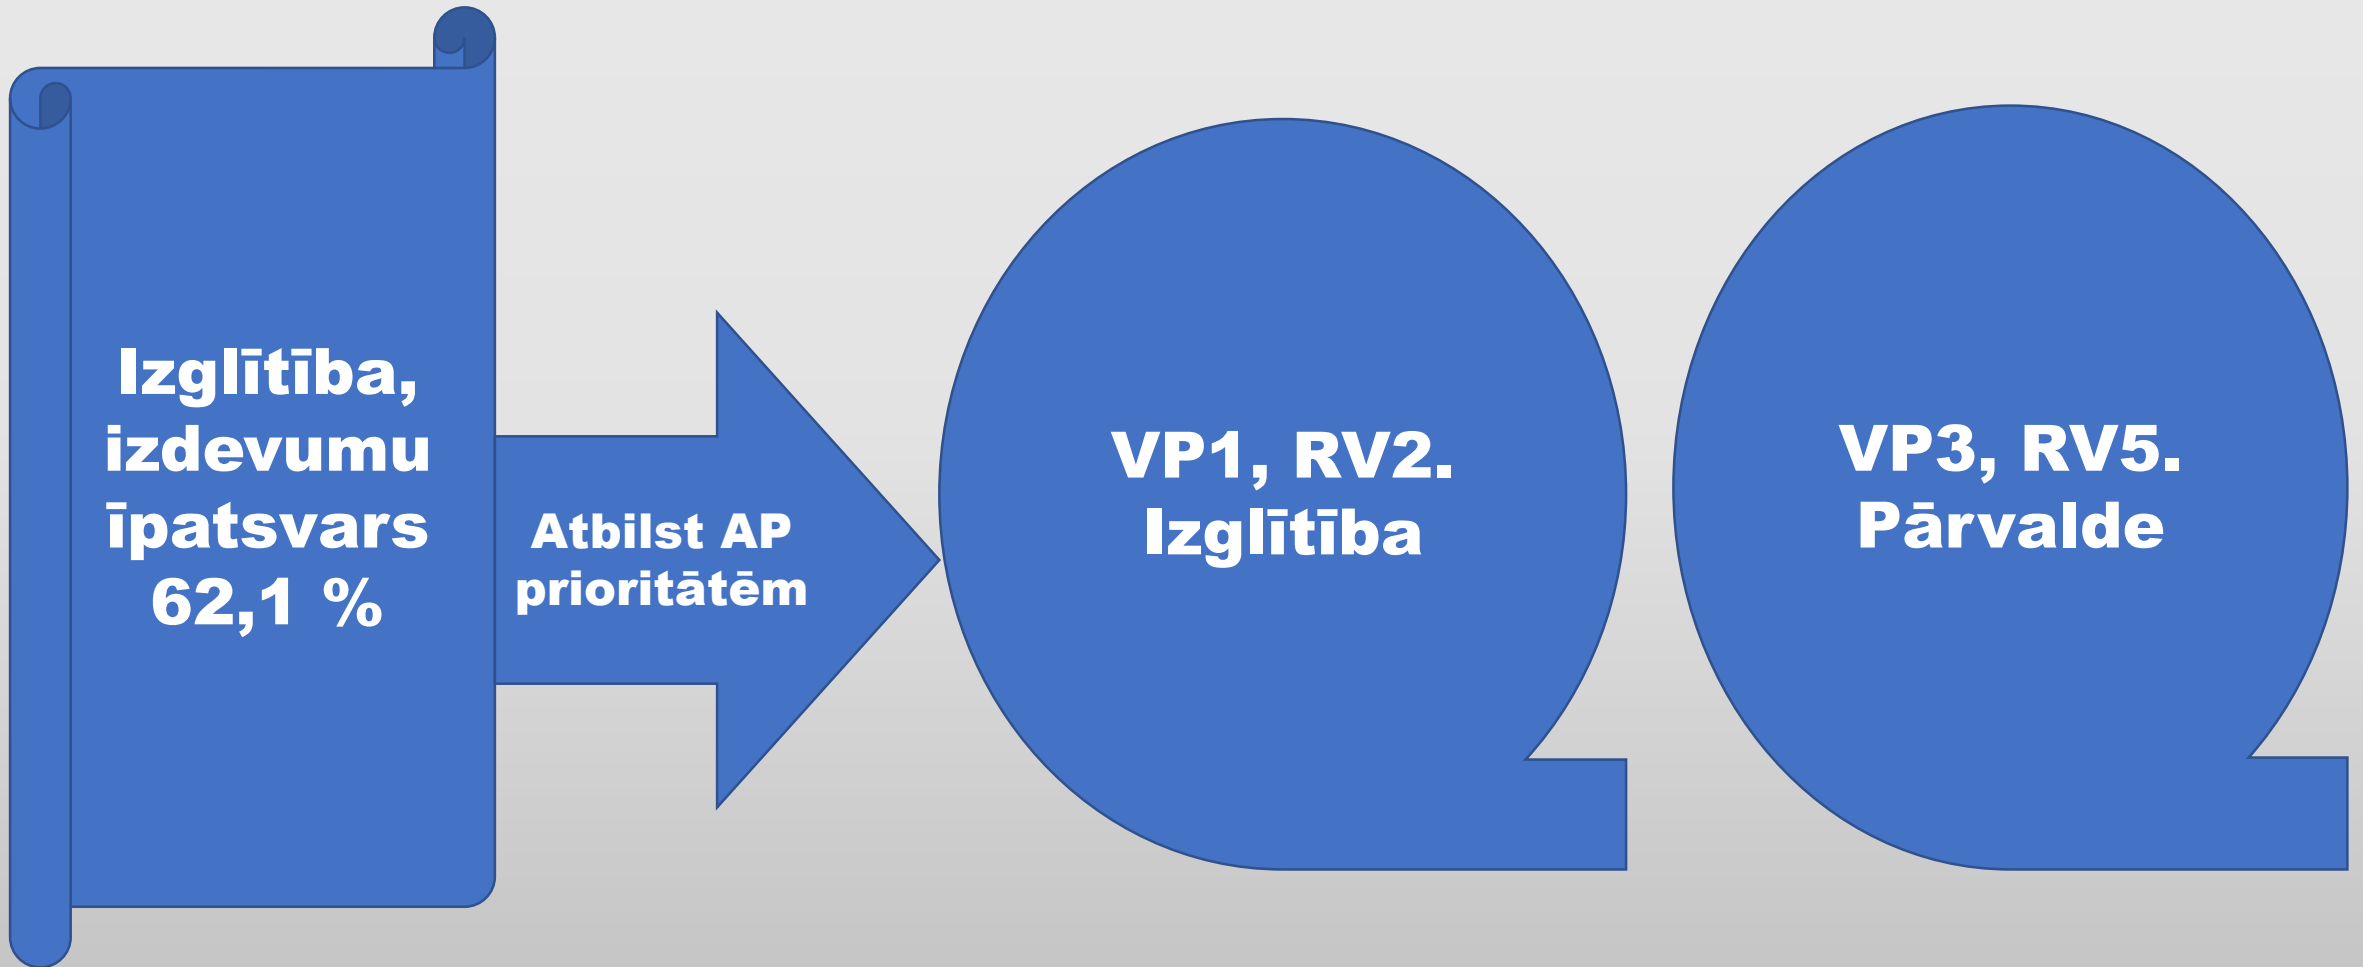 Izglītība,
izdevumu
īpatsvars
62,1 %
Atbilst AP
prioritātēm
VP1, RV2.
Izglītība
VP3, RV5.
Pārvalde